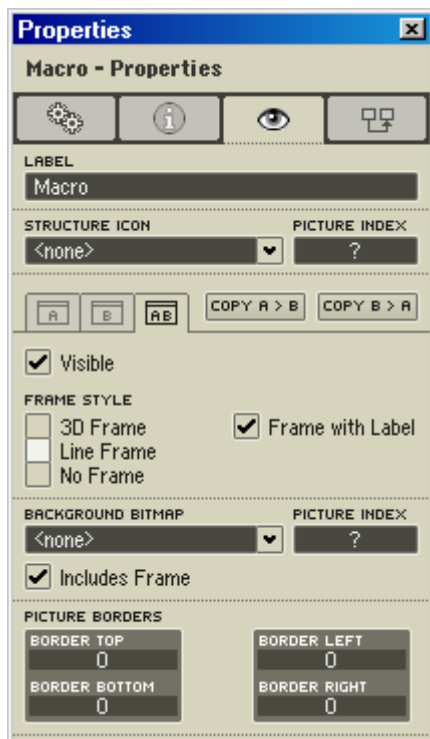 Properties
Macro - Properties
LABEL
Macro
STRUCTURE ICON PICTURE INDEX
<none> ?
A B AB COPY A > B COPY B > A
Visible
FRAME STYLE
3D Frame Frame with Label
Line Frame
No Frame
BACKGROUND BITMAP PICTURE INDEX
<none> ?
Includes Frame
PICTURE BORDERS
BORDER TOP BORDER LEFT
0 0
BORDER BOTTOM BORDER RIGHT
0 0